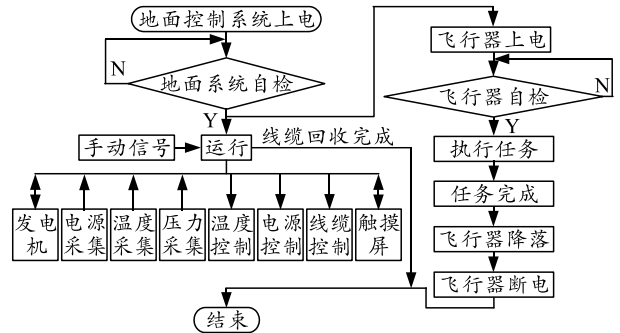 地面控制系统上电
N
地面系统自检
Y
手动信号
运行
线缆回收完成
发电
机
电源
采集
温度
采集
压力
采集
温度
控制
电源
控制
线缆
控制
触摸
屏
飞行器上电
飞行器自检
N
Y
执行任务
任务完成
飞行器降落
飞行器断电
结束